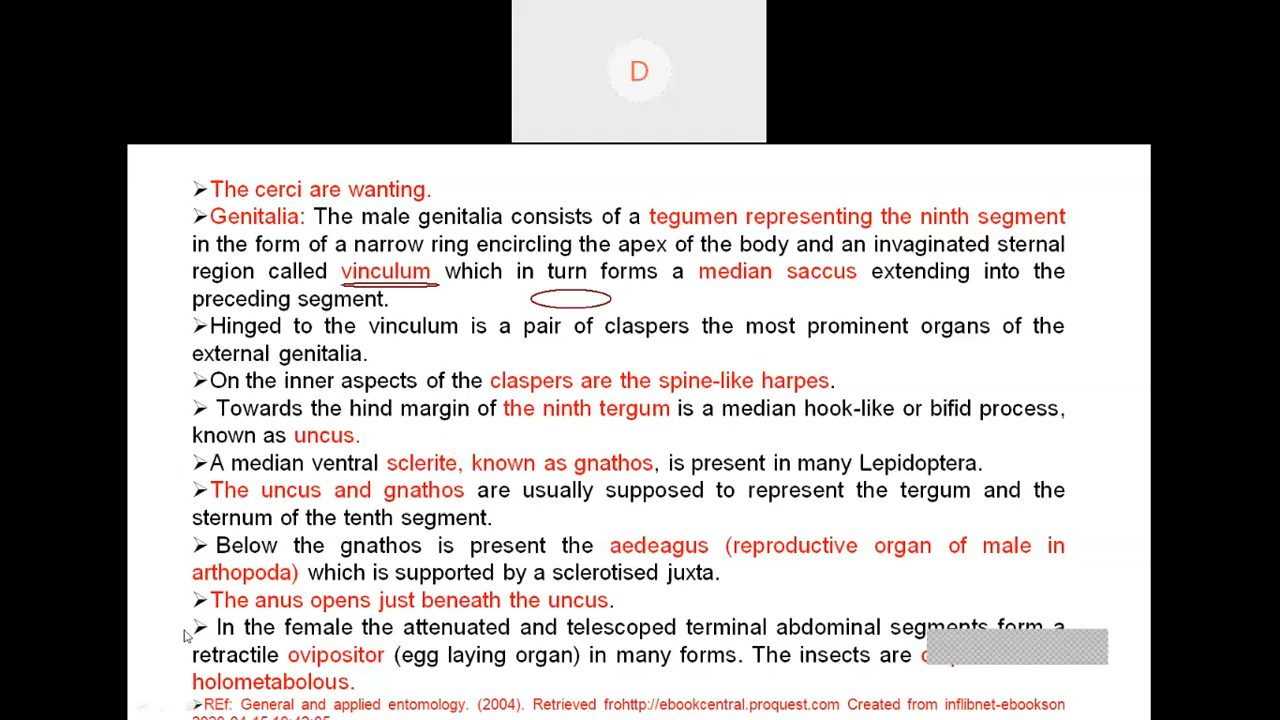 D
➢The cerci are wanting.
➢Genitalia: The male genitalia consists of a tegumen representing the ninth segment
in the form of a narrow ring encircling the apex of the body and an invaginated sternal
region called vinculum which in turn forms a median saccus extending into the
preceding segment.
➢Hinged to the vinculum is a pair of claspers the most prominent organs of the
external genitalia.
➢On the inner aspects of the claspers are the spine-like harpes.
➢ Towards the hind margin of the ninth tergum is a median hook-like or bifid process,
known as uncus.
➢A median ventral sclerite, known as gnathos, is present in many Lepidoptera.
➢The uncus and gnathos are usually supposed to represent the tergum and the
sternum of the tenth segment.
➢ Below the gnathos is present the aedeagus (reproductive organ of male in
arthopoda) which is supported by a sclerotised juxta.
➢The anus opens just beneath the uncus.
➢ In the female the attenuated and telescoped terminal abdominal segments form a
retractile ovipositor (egg laying organ) in many forms. The insects are
holometabolous.
➢REf: General and applied entomology. (2004). Retrieved frohttp://ebookcentral.proquest.com Created from inflibnet-ebookson